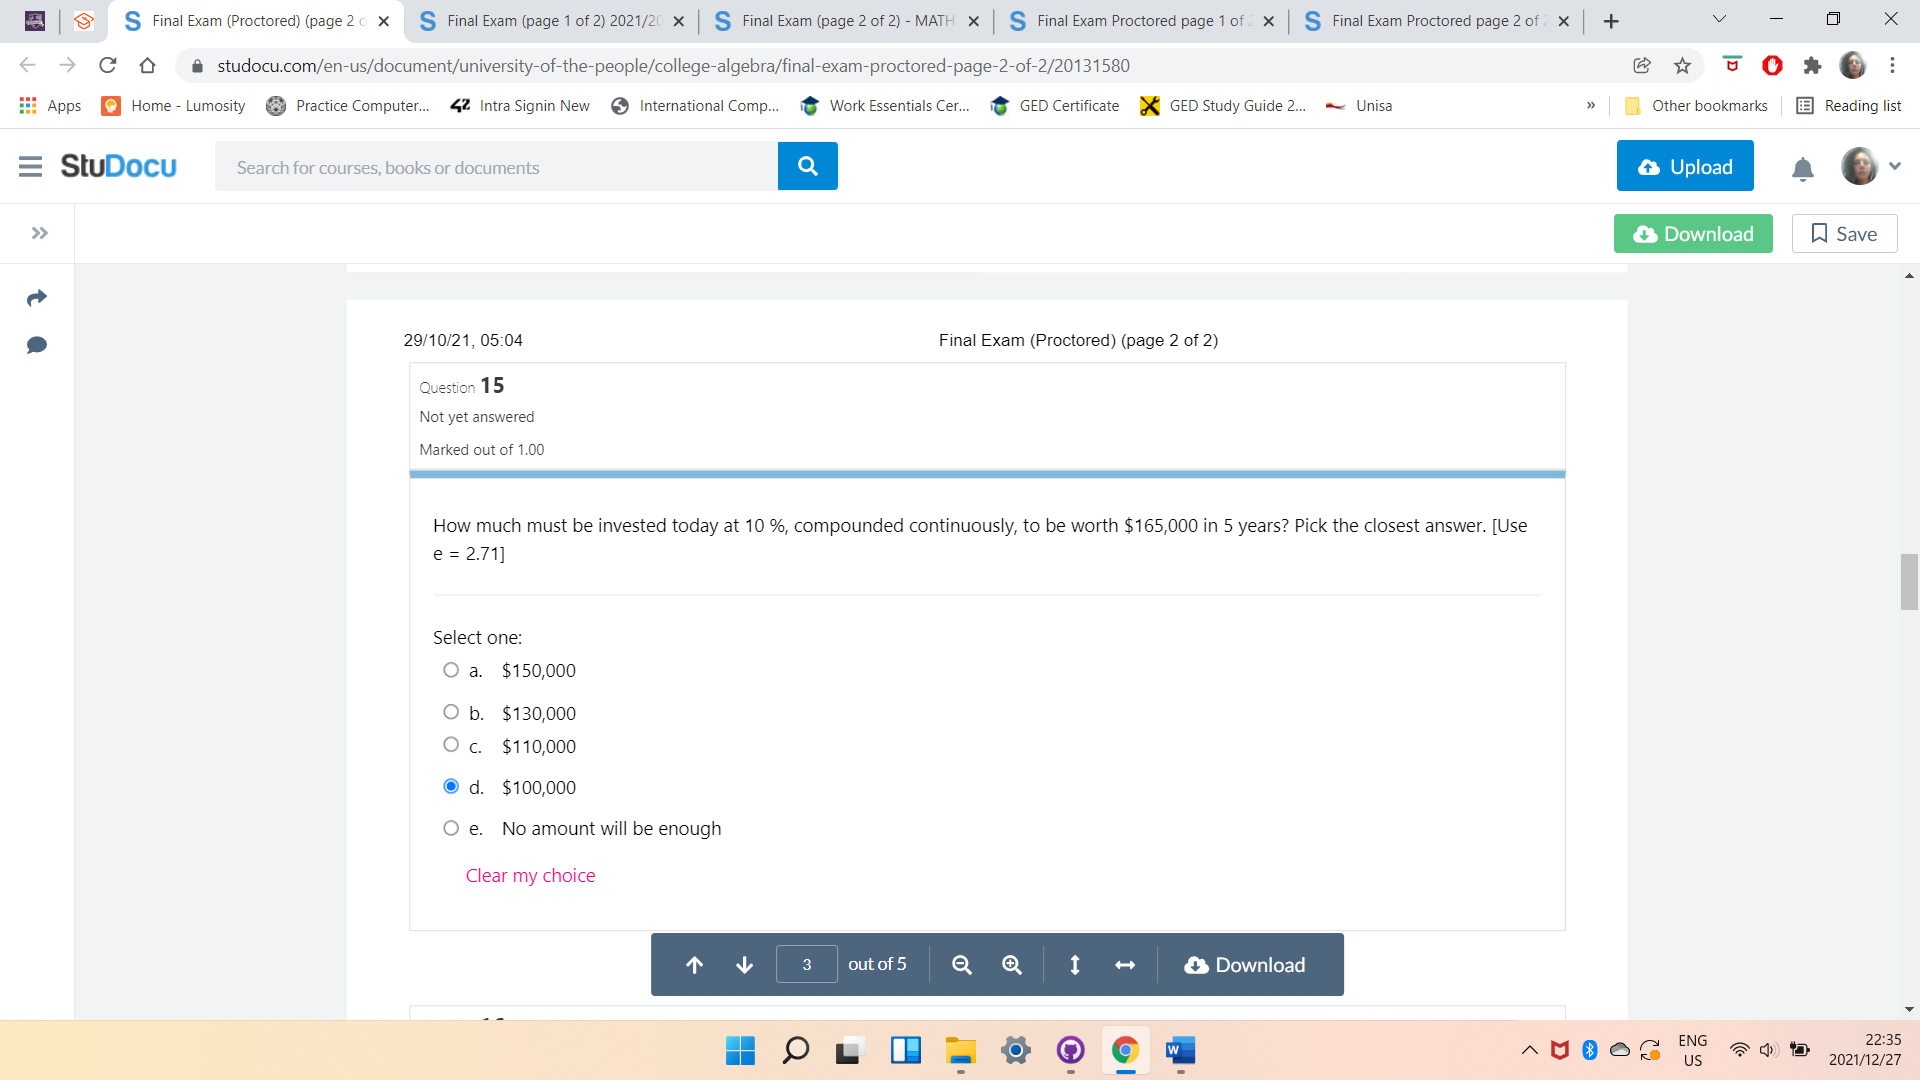 Final Exam (Proctored) (page 2 o
Final Exam (page 1 of 2) 2021/20
Final Exam (page 2 of 2) - MATH
Final Exam Proctored page 1 of 2
Final Exam Proctored page 2 of 2
studocu.com/en-us/document/university-of-the-people/college-algebra/final-exam-proctored-page-2-of-2/20131580
Apps
Home - Lumosity
Practice Computer...
Intra Signin New
International Comp...
Work Essentials Cer...
GED Certificate
GED Study Guide 2...
Unisa
»
Other bookmarks
Reading list
StuDocu
Search for courses, books or documents
Upload
Download
Save
29/10/21, 05:04
Final Exam (Proctored) (page 2 of 2)
Question 15
Not yet answered
Marked out of 1.00
How much must be invested today at 10 %, compounded continuously, to be worth $165,000 in 5 years? Pick the closest answer. [Use
e = 2.71]
Select one:
a. $150,000
b. $130,000
c. $110,000
d. $100,000
e. No amount will be enough
Clear my choice
3 out of 5
Download
ENG
US
22:35
2021/12/27